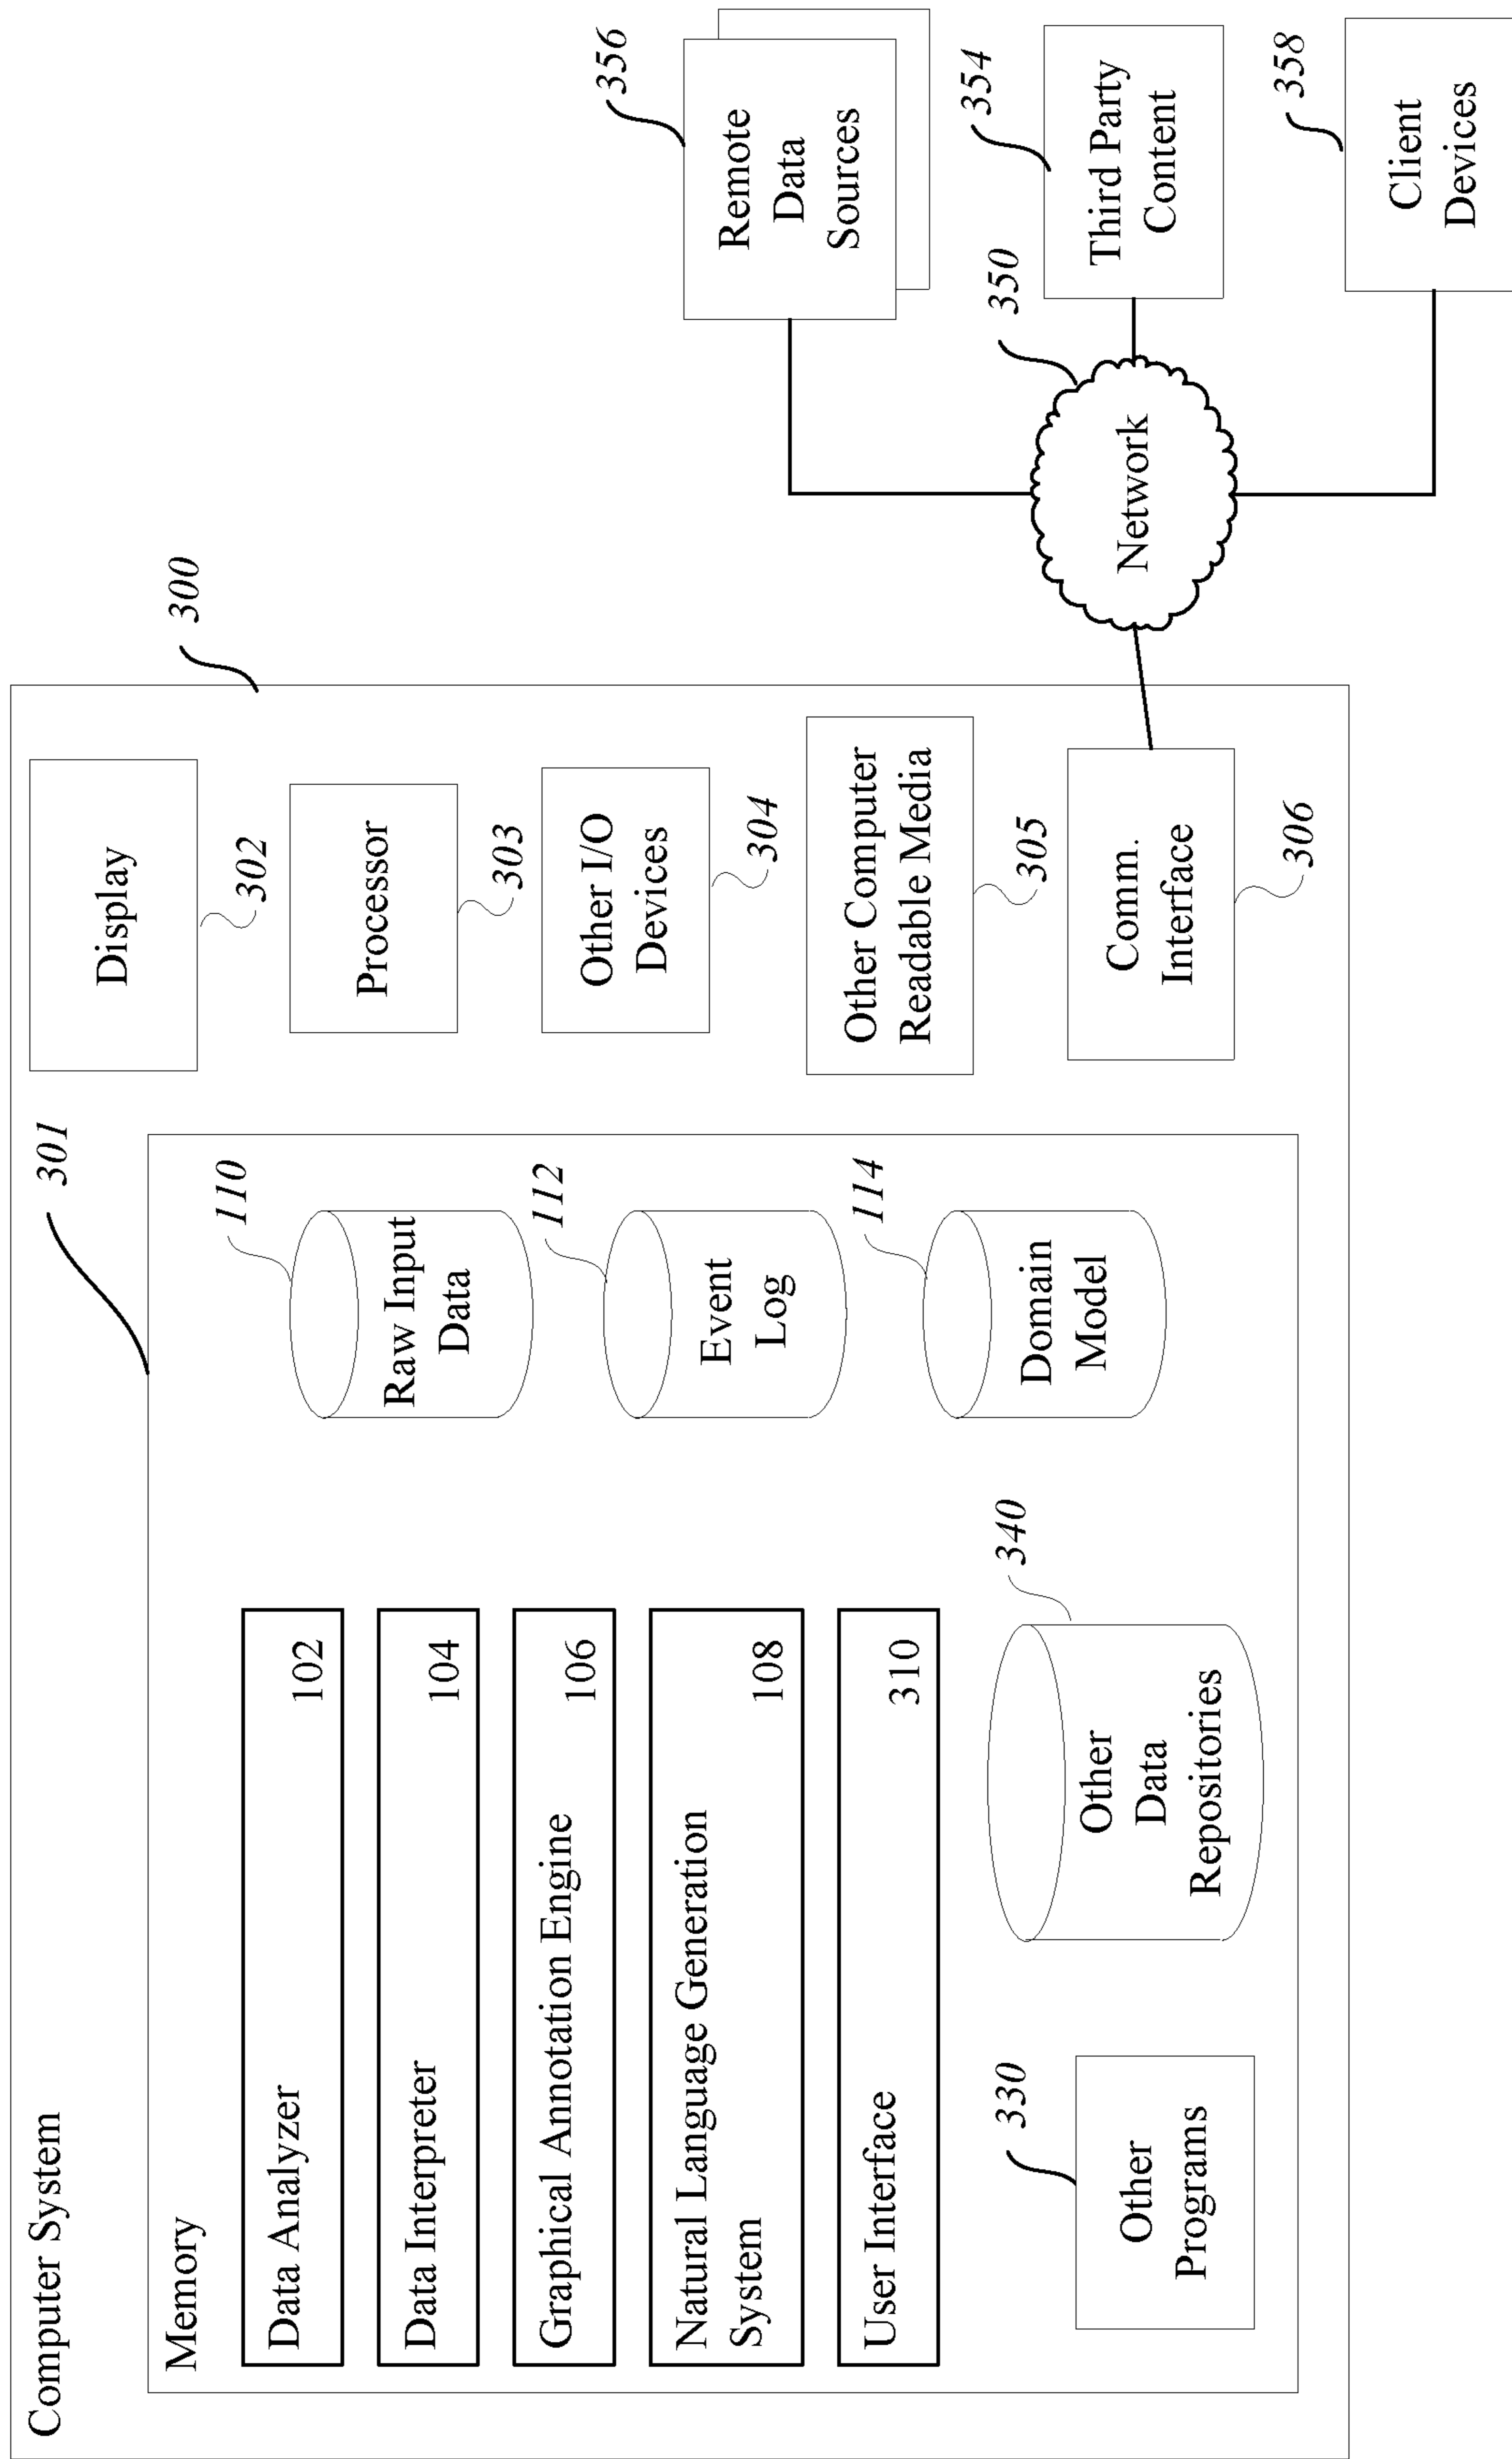 Computer System
300
Memory
301
Data Analyzer
102
Data Interpreter
104
Graphical Annotation Engine
106
Natural Language Generation
System
108
User Interface
310
Other
Programs
330
Other
Data
Repositories
340
Raw Input
Data
110
Event
Log
112
Domain
Model
114
Display
302
Processor
303
Other I/O
Devices
304
Other Computer
Readable Media
305
Comm.
Interface
306
Network
350
Remote
Data
Sources
356
Third Party
Content
354
Client
Devices
358